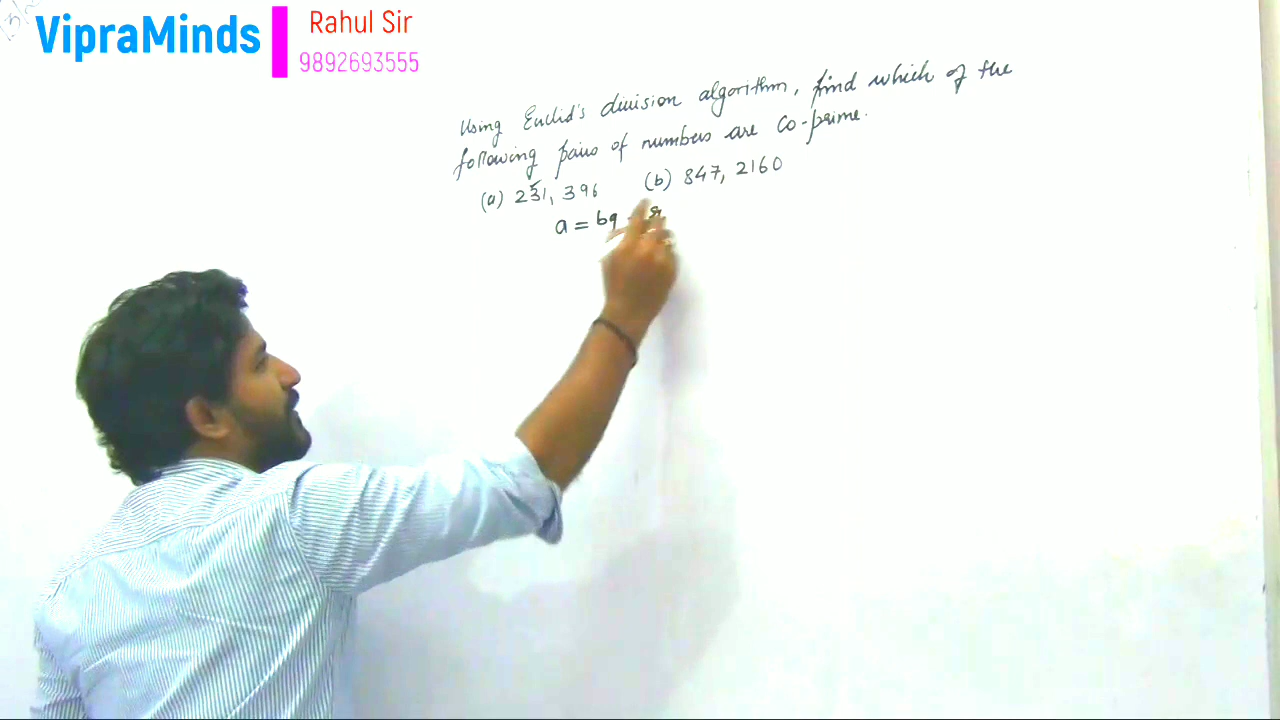 VipraMinds
Rahul Sir
9892693555
Using Euclid's division algorithm, find which of the
following pairs of numbers are co-prime.
(a) 231, 396 (b) 847, 2160
a = bq r